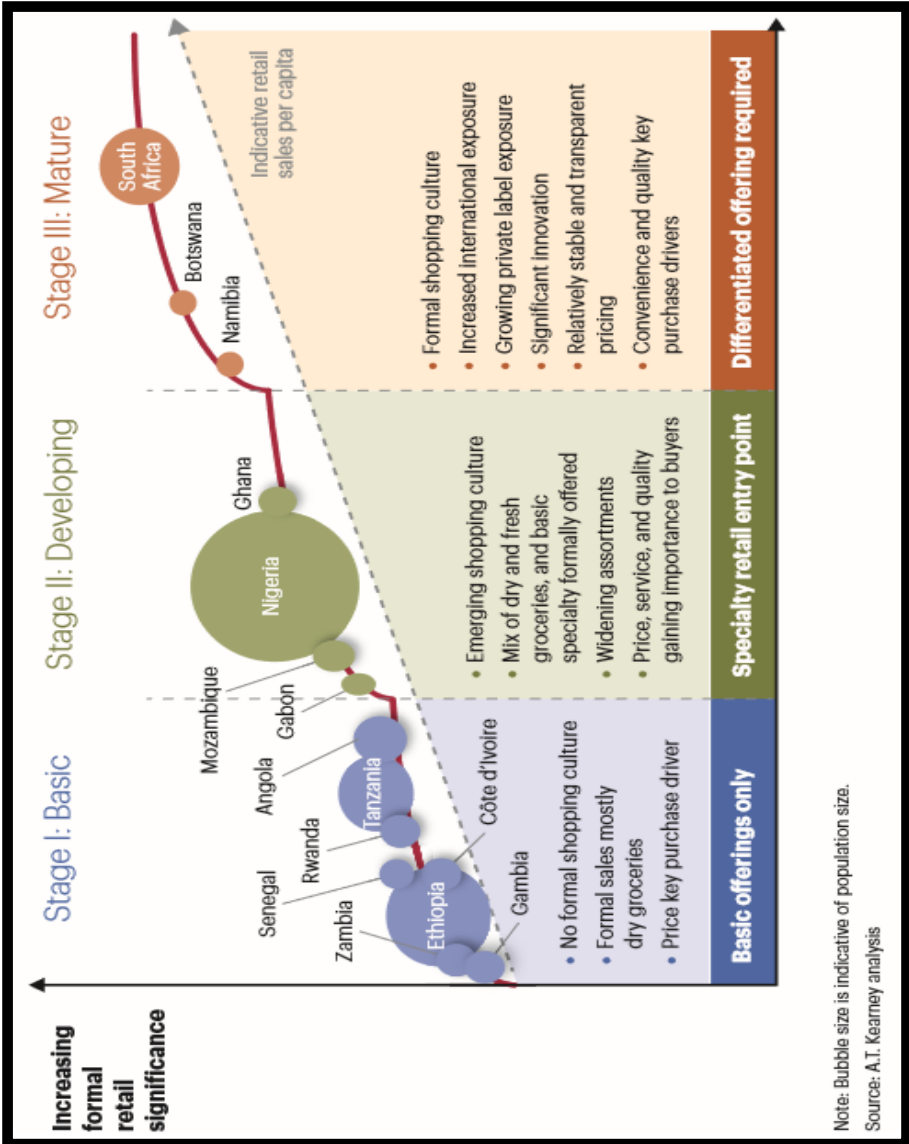 Increasing
formal
retail
significance
Stage I: Basic
Stage II: Developing
Stage III: Mature
Zambia
Senegal
Rwanda
Angola
Tanzania
Ethiopia
Côte d'Ivoire
Gambia
Mozambique
Gabon
Nigeria
Ghana
Namibia
Botswana
South
Africa
Indicative retail
sales per capita
• No formal shopping culture
• Formal sales mostly
dry groceries
• Price key purchase driver
• Emerging shopping culture
• Mix of dry and fresh
groceries, and basic
specialty formally offered
• Widening assortments
• Price, service, and quality
gaining importance to buyers
• Formal shopping culture
• Increased international exposure
• Growing private label exposure
• Significant innovation
• Relatively stable and transparent
pricing
• Convenience and quality key
purchase drivers
Basic offerings only
Specialty retail entry point
Differentiated offering required
Note: Bubble size is indicative of population size.
Source: A.T. Kearney analysis